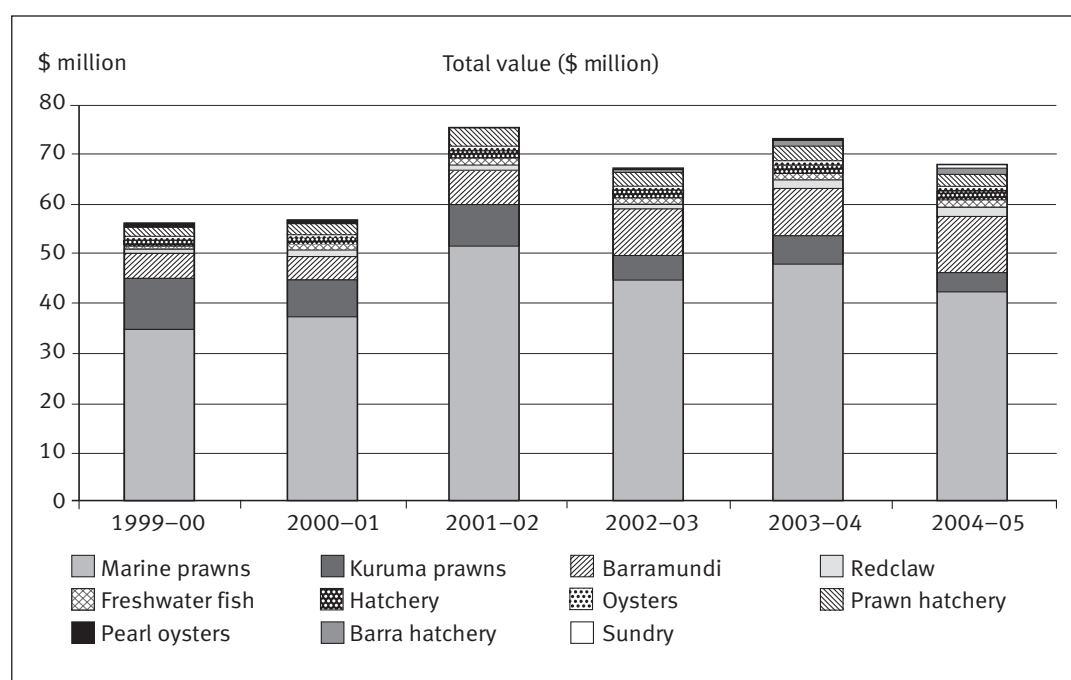 $ million Total value ($ million)
80
70
60
50
40
30
20
10
0
1999–00 2000–01 2001–02 2002–03 2003–04 2004–05
Marine prawns Kuruma prawns Barramundi Redclaw
Freshwater fish Hatchery Oysters Prawn hatchery
Pearl oysters Barra hatchery Sundry